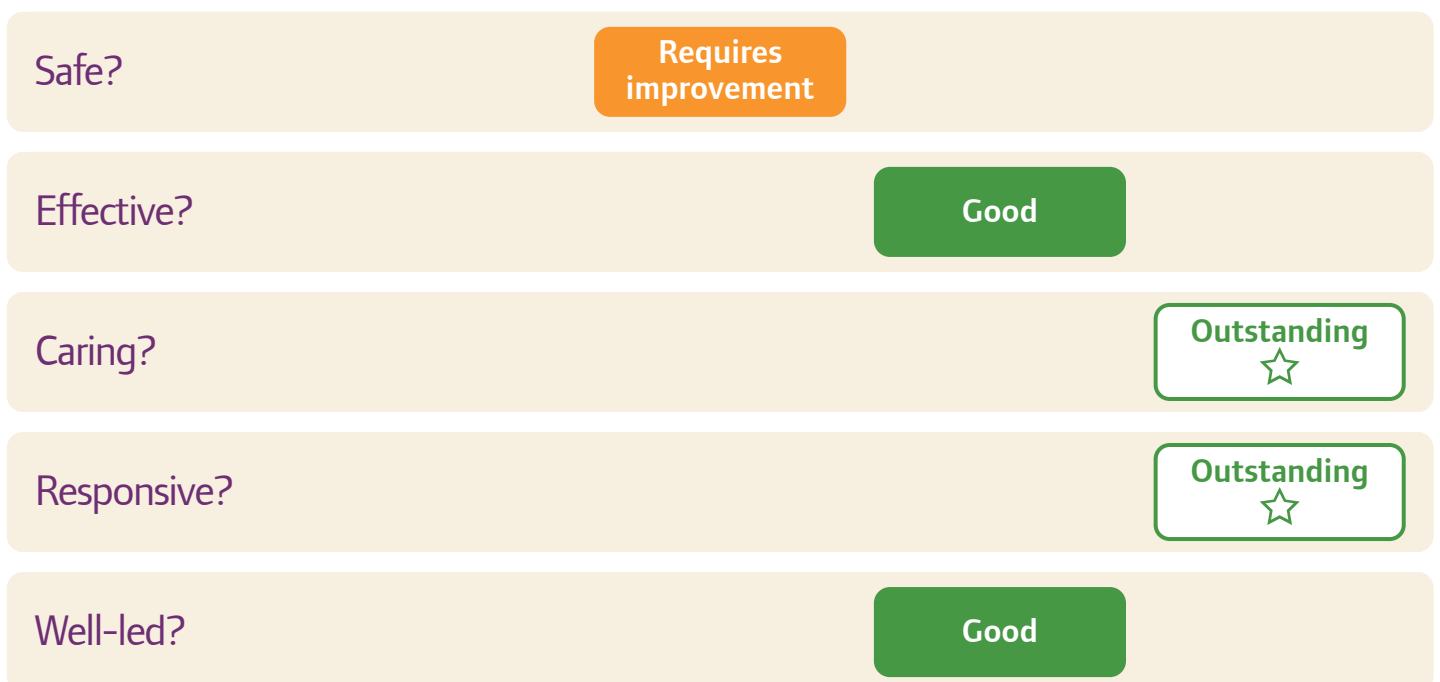 Safe?
Requires
improvement
Effective?
Good
Caring?
Outstanding
Responsive?
Outstanding
Well-led?
Good